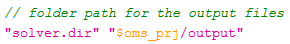 // folder path for the output files
"solver.dir" "$oms_prj/output"